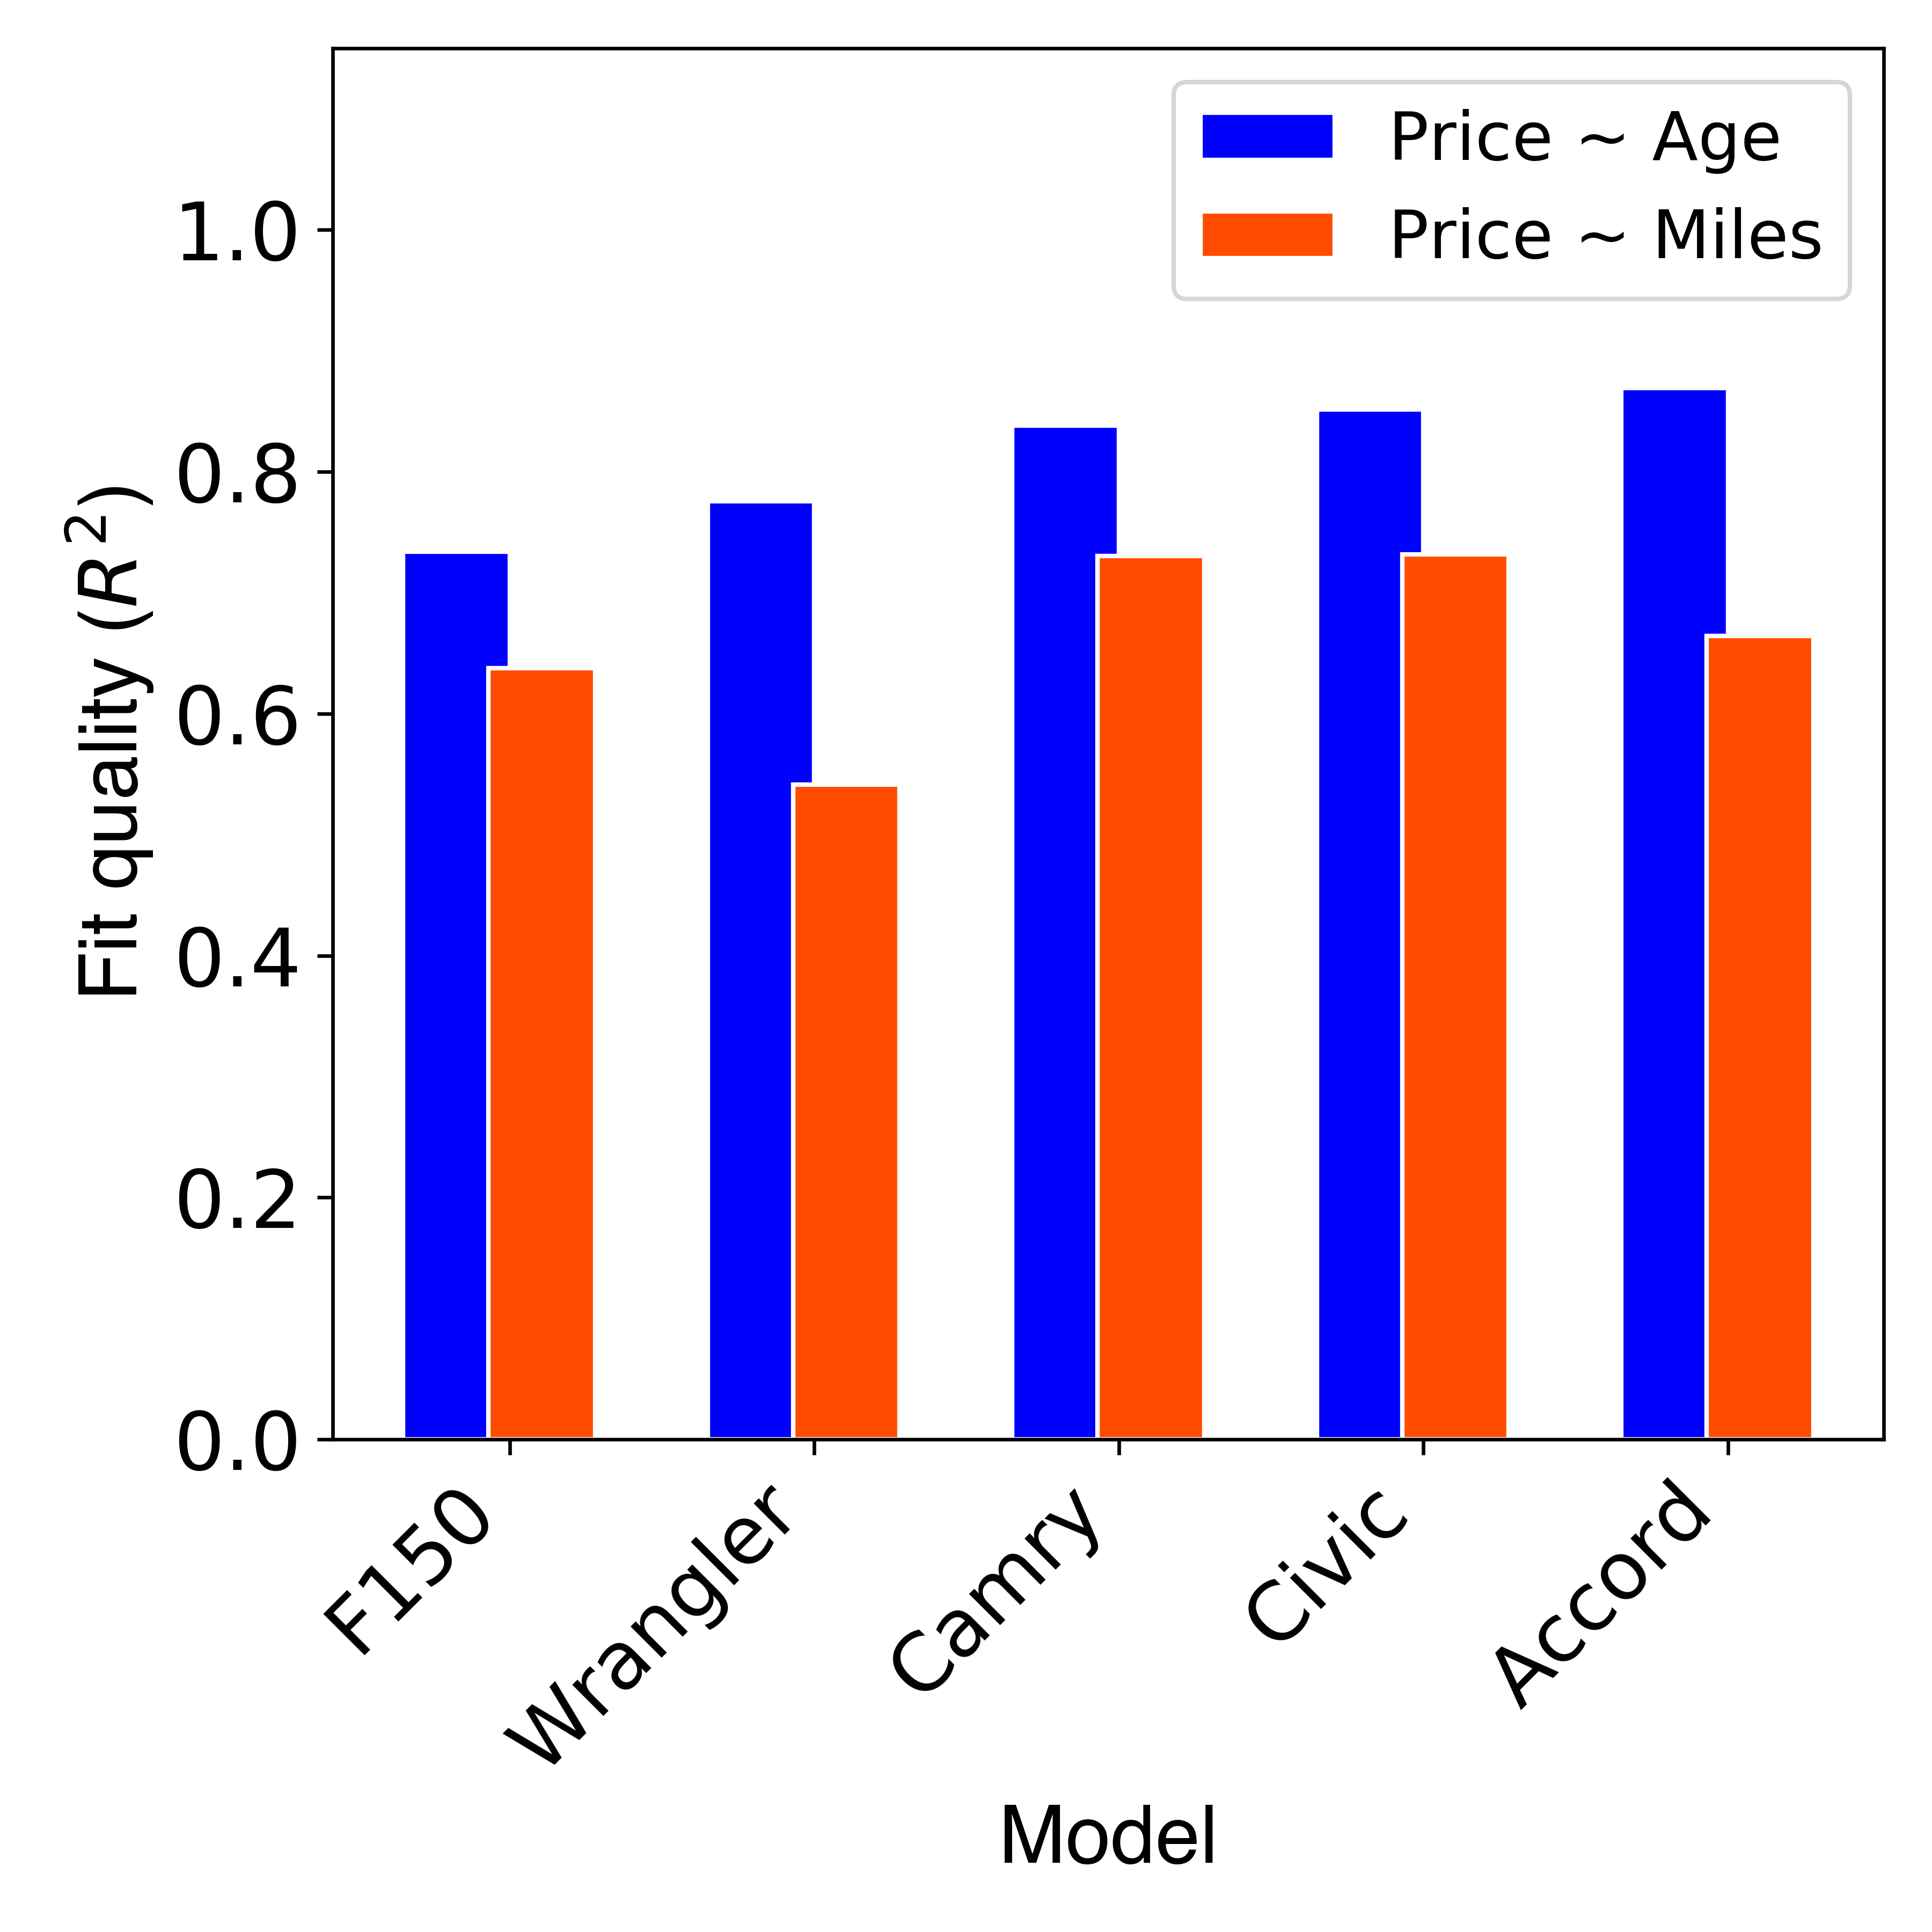 Price ~ Age
Price ~ Miles
1.0
0.8
0.6
0.4
0.2
0.0
Fit quality (R²)
F150
Wrangler
Camry
Civic
Accord
Model